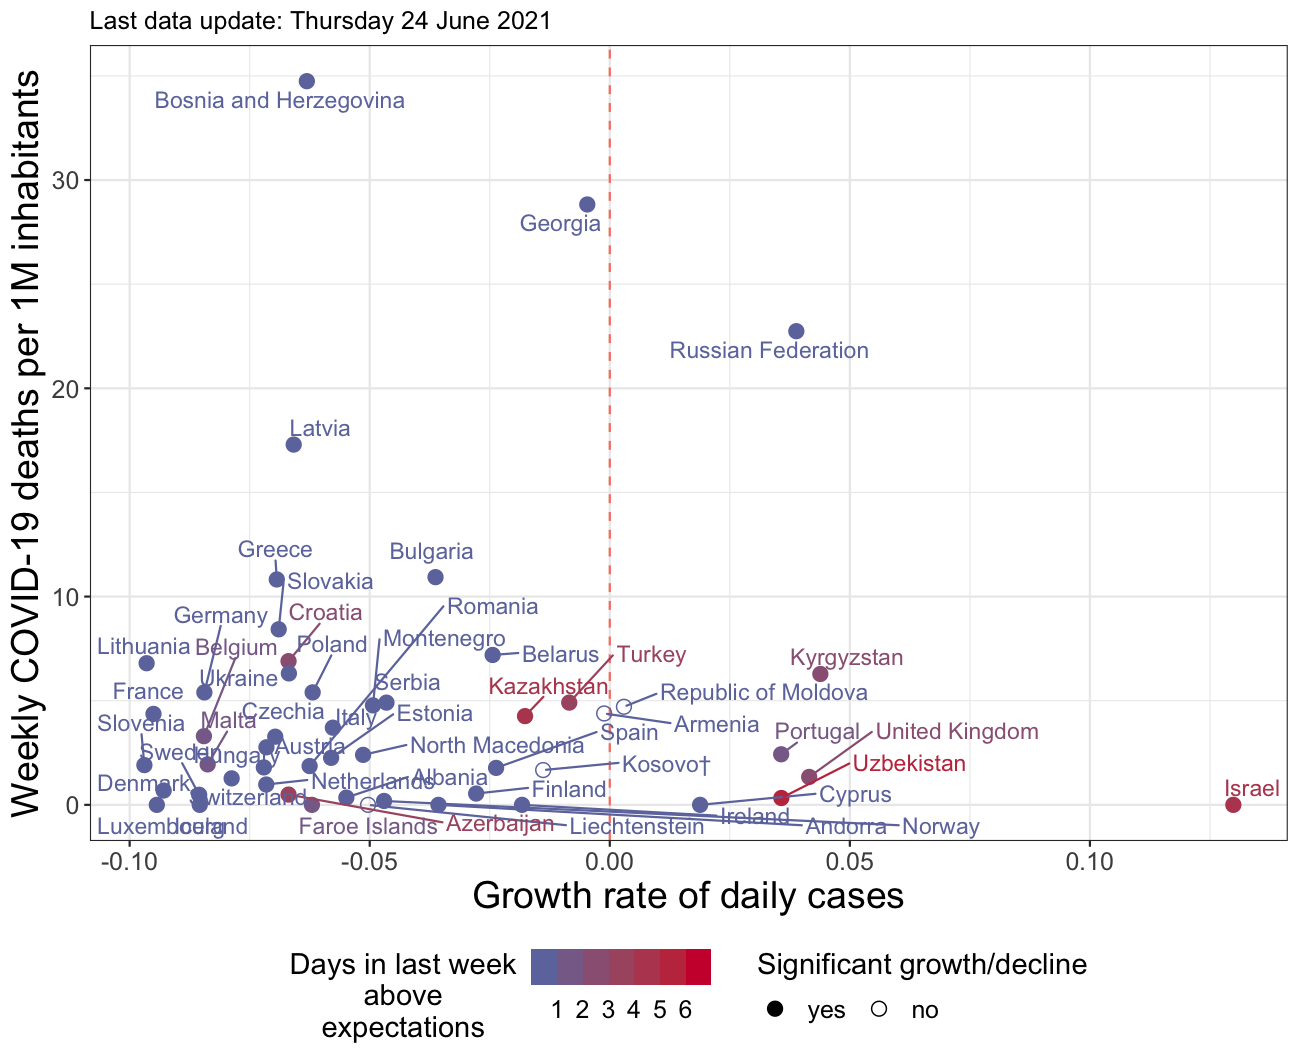 Last data update: Thursday 24 June 2021
Weekly COVID-19 deaths per 1M inhabitants
30
20
10
0
Bosnia and Herzegovina
Georgia
Russian Federation
Latvia
Greece
Bulgaria
Slovakia
Romania
Germany
Croatia
Lithuania
Belgium
Poland
Montenegro
Belarus
Turkey
Kyrgyzstan
Ukraine
Serbia
Kazakhstan
Republic of Moldova
France
Czechia
Slovenia
Malta
Italy
Estonia
Armenia
Spain
Portugal
United Kingdom
Sweden
Hungary
Austria
North Macedonia
Kosovo†
Uzbekistan
Denmark
Netherlands
Albania
Finland
Cyprus
Israel
Switzerland
Ireland
Luxembourg
Iceland
Faroe Islands
Azerbaijan
Liechtenstein
Andorra
Norway
-0.10
-0.05
0.00
0.05
0.10
Growth rate of daily cases
Days in last week
above
expectations
1 2 3 4 5 6
Significant growth/decline
yes
no